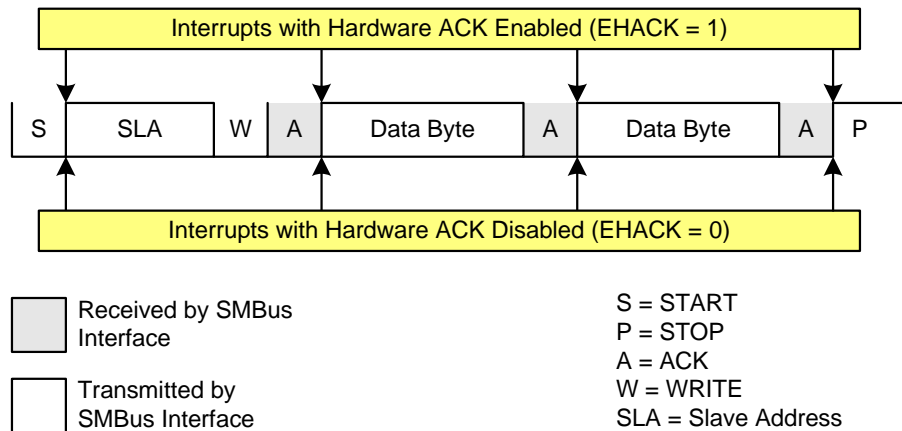 Interrupts with Hardware ACK Enabled (EHACK = 1)
S SLA W A Data Byte A Data Byte A P
Interrupts with Hardware ACK Disabled (EHACK = 0)
Received by SMBus
Interface
Transmitted by
SMBus Interface
S = START
P = STOP
A = ACK
W = WRITE
SLA = Slave Address